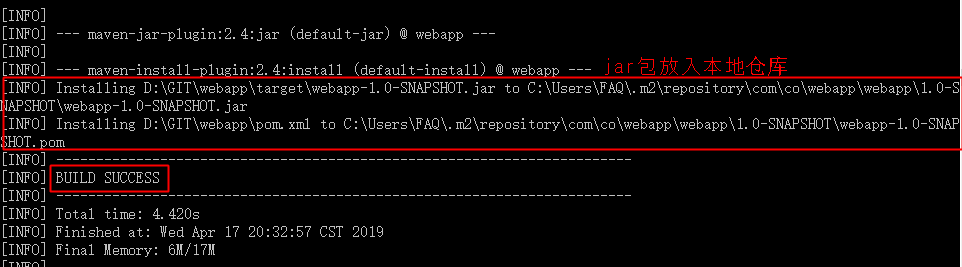 [INFO]
[INFO] --- maven-jar-plugin:2.4:jar (default-jar) @ webapp ---
[INFO]
[INFO] --- maven-install-plugin:2.4:install (default-install) @ webapp --- jar包放入本地仓库
[INFO] Installing D:\GIT\webapp\target\webapp-1.0-SNAPSHOT.jar to C:\Users\FAQ\.m2\repository\com\co\webapp\webapp\1.0-S
NAPSHOT\webapp-1.0-SNAPSHOT.jar
[INFO] Installing D:\GIT\webapp\pom.xml to C:\Users\FAQ\.m2\repository\com\co\webapp\webapp\1.0-SNAPSHOT\webapp-1.0-SNAP
SHOT.pom
[INFO] ------------------------------------------------------------------------
[INFO] BUILD SUCCESS
[INFO] ------------------------------------------------------------------------
[INFO] Total time: 4.420s
[INFO] Finished at: Wed Apr 17 20:32:57 CST 2019
[INFO] Final Memory: 6M/17M
[INFO]